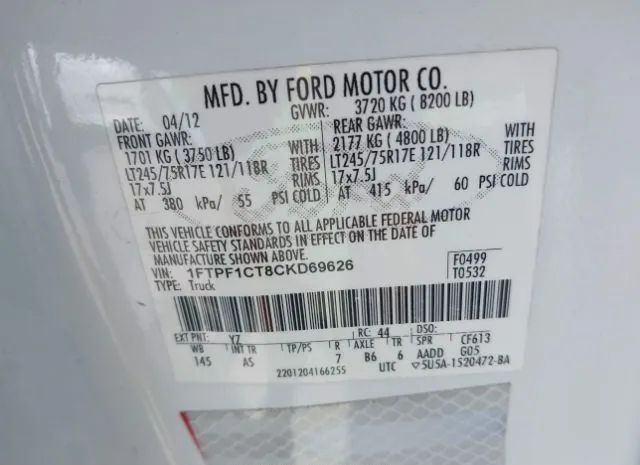 MFD. BY FORD MOTOR CO.
DATE: 04/12 GVWR: 3720 KG ( 8200 LB)
FRONT GAWR: REAR GAWR:
1701 KG ( 3750 LB) WITH 2177 KG ( 4800 LB) WITH
LT245/75R17E 121/118R TIRES LT245/75R17E 121/118R TIRES
17x7.5J RIMS 17x7.5J RIMS
AT 380 kPa/ 55 PSI COLD AT 415 kPa/ 60 PSI COLD
THIS VEHICLE CONFORMS TO ALL APPLICABLE FEDERAL MOTOR
VEHICLE SAFETY STANDARDS IN EFFECT ON THE DATE OF
MANUFACTURE SHOWN ABOVE.
VIN: 1FTPF1CT8CKD69626 F0499
TYPE: Truck T0532
EXT PNT: YZ RC: 44 DSO:
WB INT TR TP/PS R AXLE TR SPR CF613
145 AS 7 B6 6 AADD G05
2201204166255 UTC ▽5U5A-1520472-BA